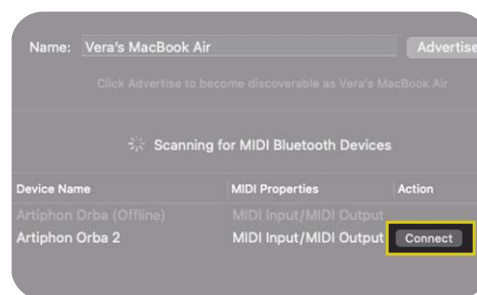 Name: Vera's MacBook Air Advertise
Click Advertise to become discoverable as Vera's MacBook Air
Scanning for MIDI Bluetooth Devices
Device Name MIDI Properties Action
Artiphon Orba (Offline) MIDI Input/MIDI Output
Artiphon Orba 2 MIDI Input/MIDI Output Connect